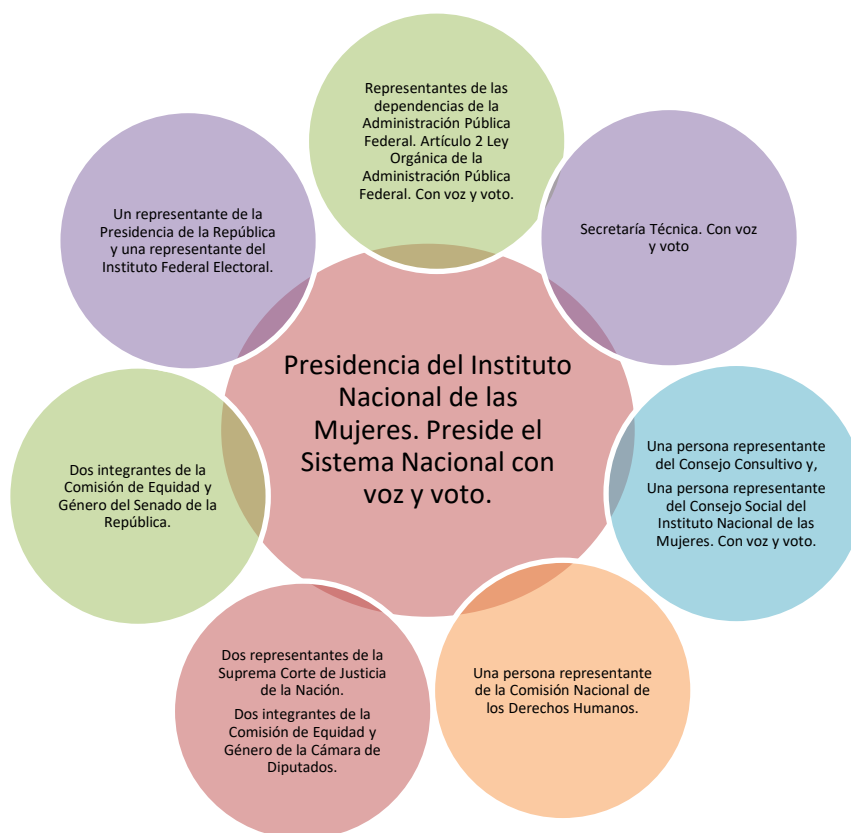 Representantes de las
dependencias de la
Administración Pública
Federal. Artículo 2 Ley
Orgánica de la
Administración Pública
Federal. Con voz y voto.
Secretaría Técnica. Con voz
y voto
Una persona representante
del Consejo Consultivo y,
Una persona representante
del Consejo Social del
Instituto Nacional de las
Mujeres. Con voz y voto.
Una persona representante
de la Comisión Nacional de
los Derechos Humanos.
Dos representantes de la
Suprema Corte de Justicia
de la Nación.
Dos integrantes de la
Comisión de Equidad y
Género de la Cámara de
Diputados.
Dos integrantes de la
Comisión de Equidad y
Género del Senado de la
República.
Un representante de la
Presidencia de la República
y una representante del
Instituto Federal Electoral.
Presidencia del Instituto
Nacional de las
Mujeres. Preside el
Sistema Nacional con
voz y voto.